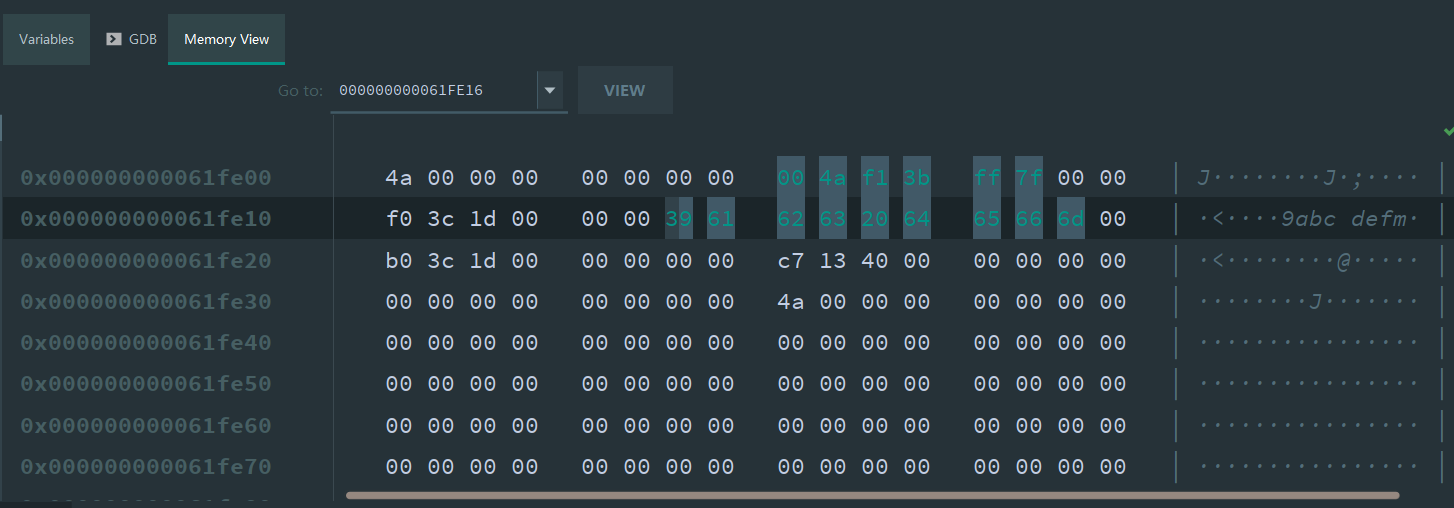 Variables GDB Memory View
Go to: 000000000061FE16 VIEW
0x000000000061fe00 4a 00 00 00 00 00 00 00 00 4a f1 3b ff 7f 00 00 J········J·;····
0x000000000061fe10 f0 3c 1d 00 00 00 39 61 62 63 20 64 65 66 6d 00 ·<····9abc defm·
0x000000000061fe20 b0 3c 1d 00 00 00 00 00 c7 13 40 00 00 00 00 00 ·<········@·····
0x000000000061fe30 00 00 00 00 00 00 00 00 4a 00 00 00 00 00 00 00 ········J·······
0x000000000061fe40 00 00 00 00 00 00 00 00 00 00 00 00 00 00 00 00 ················
0x000000000061fe50 00 00 00 00 00 00 00 00 00 00 00 00 00 00 00 00 ················
0x000000000061fe60 00 00 00 00 00 00 00 00 00 00 00 00 00 00 00 00 ················
0x000000000061fe70 00 00 00 00 00 00 00 00 00 00 00 00 00 00 00 00 ················